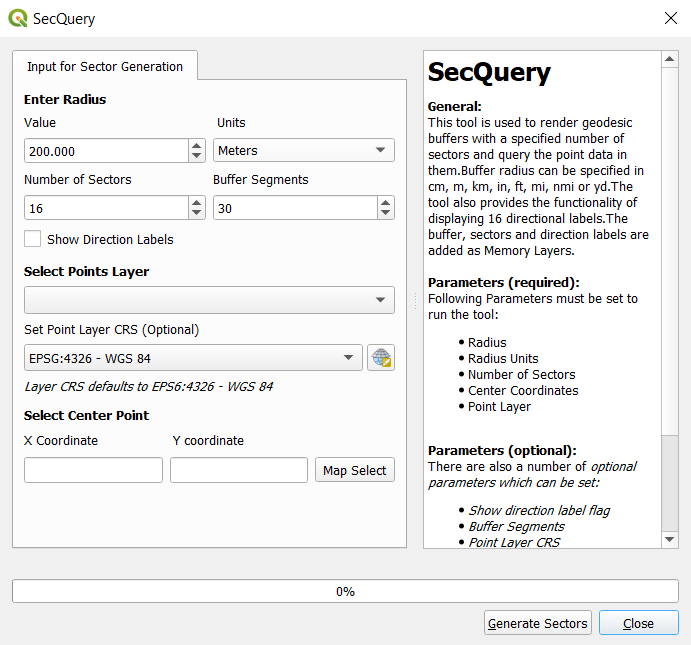 SecQuery
Input for Sector Generation
Enter Radius
Value
Units
200.000
Meters
Number of Sectors
Buffer Segments
16
30
Show Direction Labels
Select Points Layer
Set Point Layer CRS (Optional)
EPSG:4326 - WGS 84
Layer CRS defaults to EPS6:4326 - WGS 84
Select Center Point
X Coordinate
Y coordinate
Map Select
SecQuery
General:
This tool is used to render geodesic
buffers with a specified number of
sectors and query the point data in
them.Buffer radius can be specified in
cm, m, km, in, ft, mi, nmi or yd.The
tool also provides the functionality of
displaying 16 directional labels.The
buffer, sectors and direction labels are
added as Memory Layers.
Parameters (required):
Following Parameters must be set to
run the tool:
• Radius
• Radius Units
• Number of Sectors
• Center Coordinates
• Point Layer
Parameters (optional):
There are also a number of optional
parameters which can be set:
• Show direction label flag
• Buffer Segments
• Point Layer CRS
0%
Generate Sectors
Close